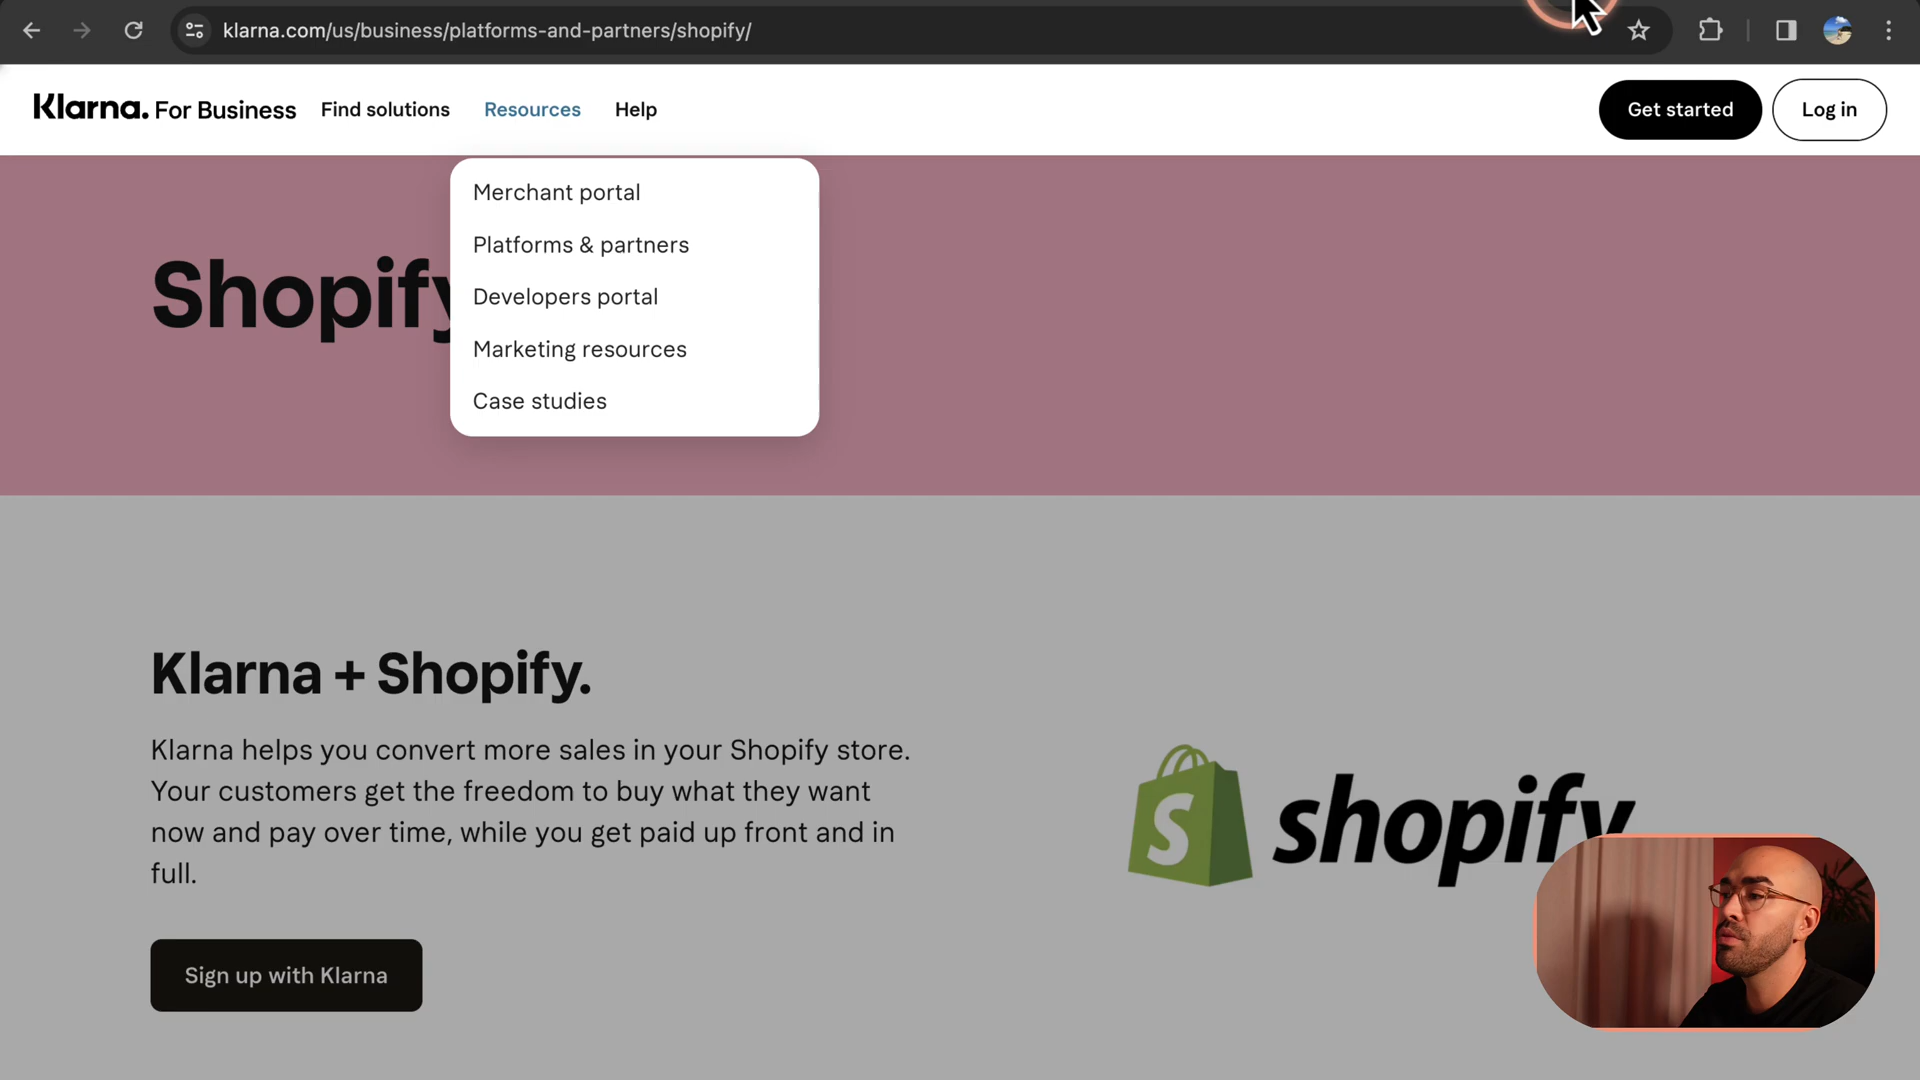 klarna.com/us/business/platforms-and-partners/shopify/
Klarna. For Business Find solutions Resources Help Get started Log in
Merchant portal
Platforms & partners
Developers portal
Marketing resources
Case studies
Shopify
Klarna + Shopify.
Klarna helps you convert more sales in your Shopify store.
Your customers get the freedom to buy what they want
now and pay over time, while you get paid up front and in
full.
Sign up with Klarna
S shopify